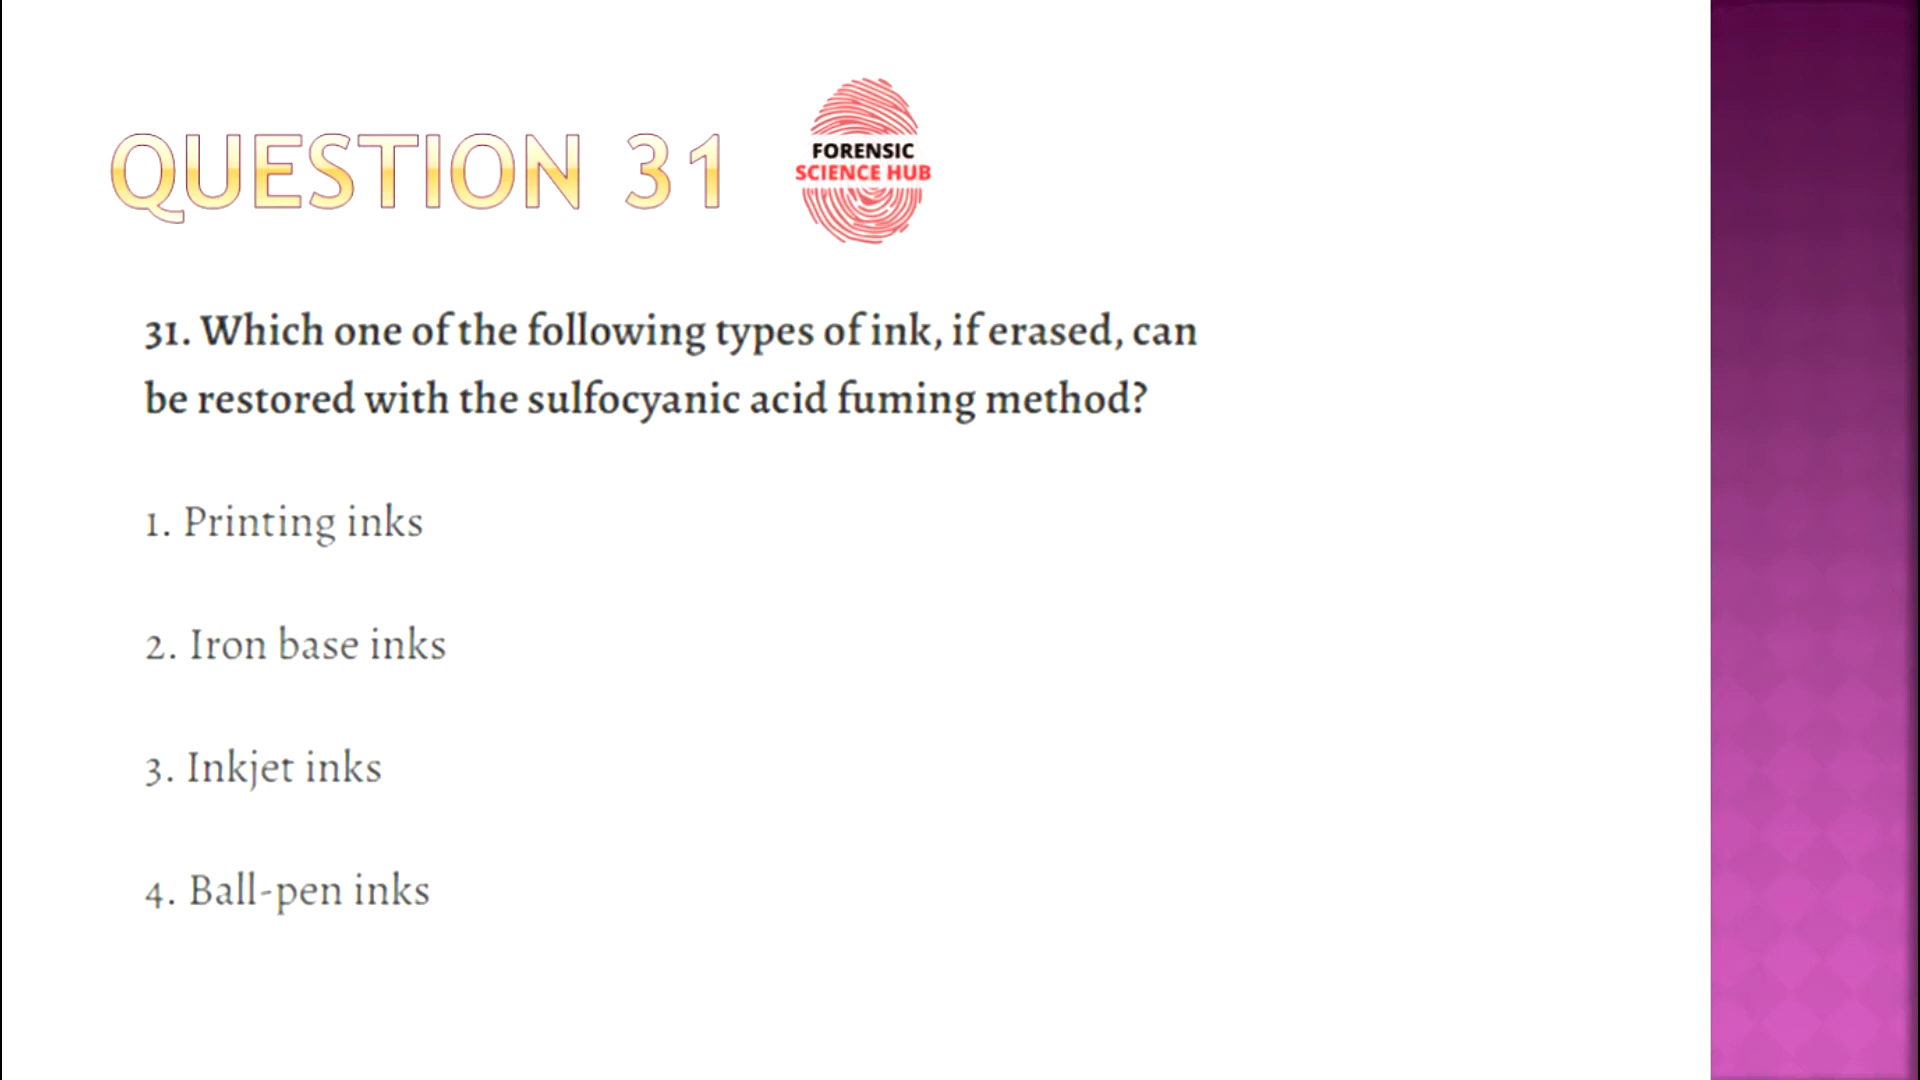 QUESTION 31
FORENSIC
SCIENCE HUB
31. Which one of the following types of ink, if erased, can
be restored with the sulfocyanic acid fuming method?
1. Printing inks
2. Iron base inks
3. Inkjet inks
4. Ball-pen inks